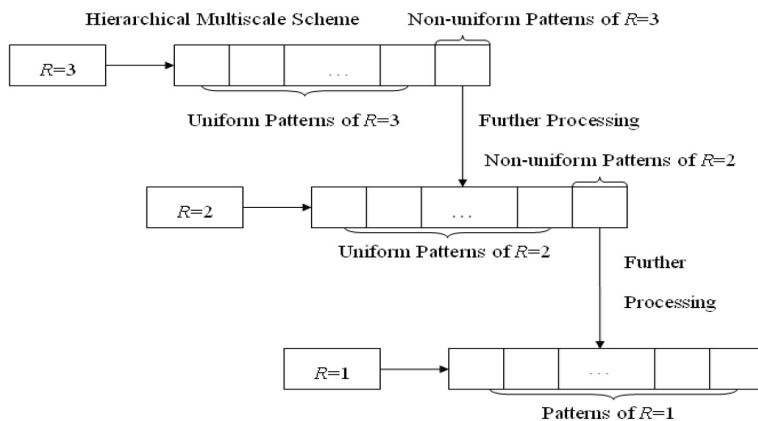 Hierarchical Multiscale Scheme
Non-uniform Patterns of R=3
R=3
...
Uniform Patterns of R=3
Further Processing
Non-uniform Patterns of R=2
R=2
...
Uniform Patterns of R=2
Further
Processing
R=1
...
Patterns of R=1